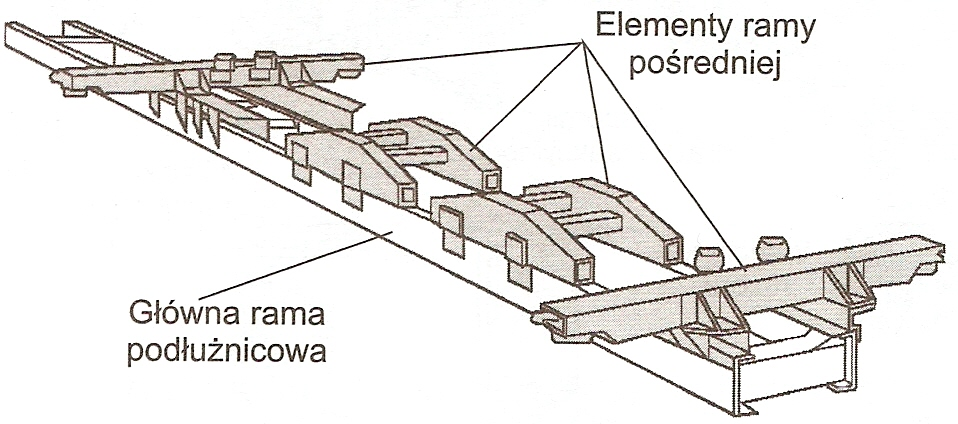 Elementy ramy
pośredniej
Główna rama
podłużnicowa